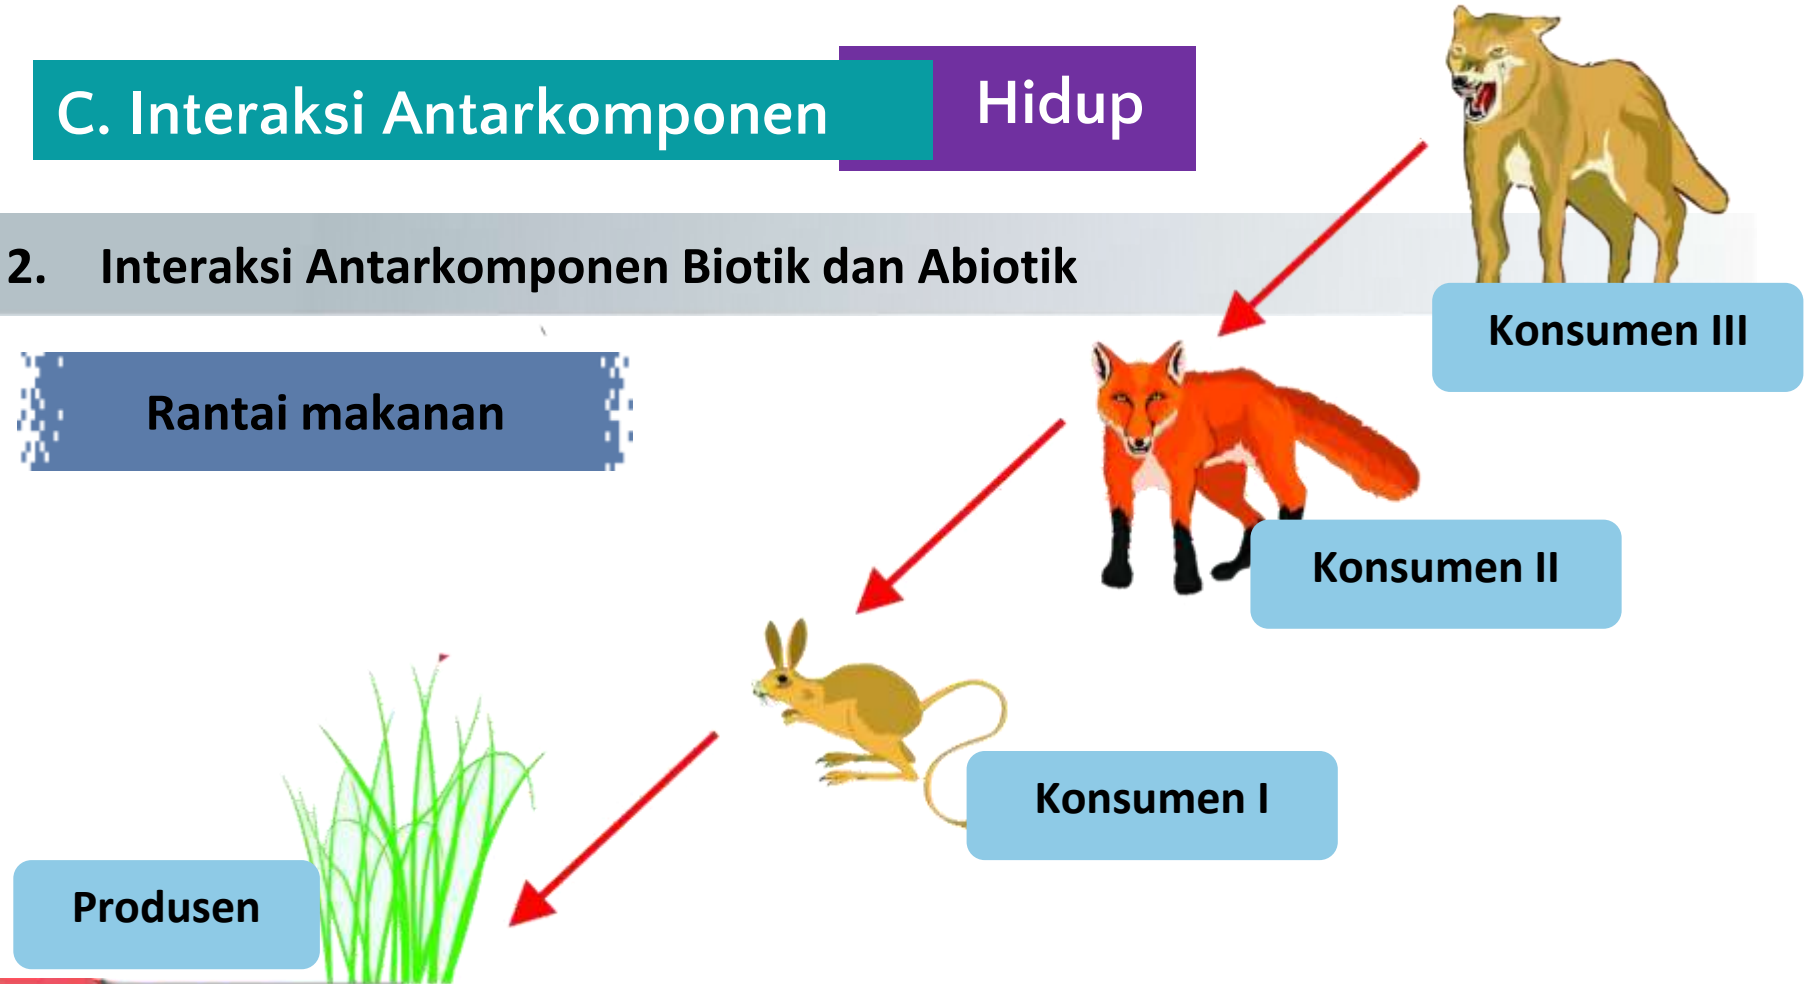 C. Interaksi Antarkomponen Hidup
2. Interaksi Antarkomponen Biotik dan Abiotik
Rantai makanan
Konsumen III
Konsumen II
Konsumen I
Produsen